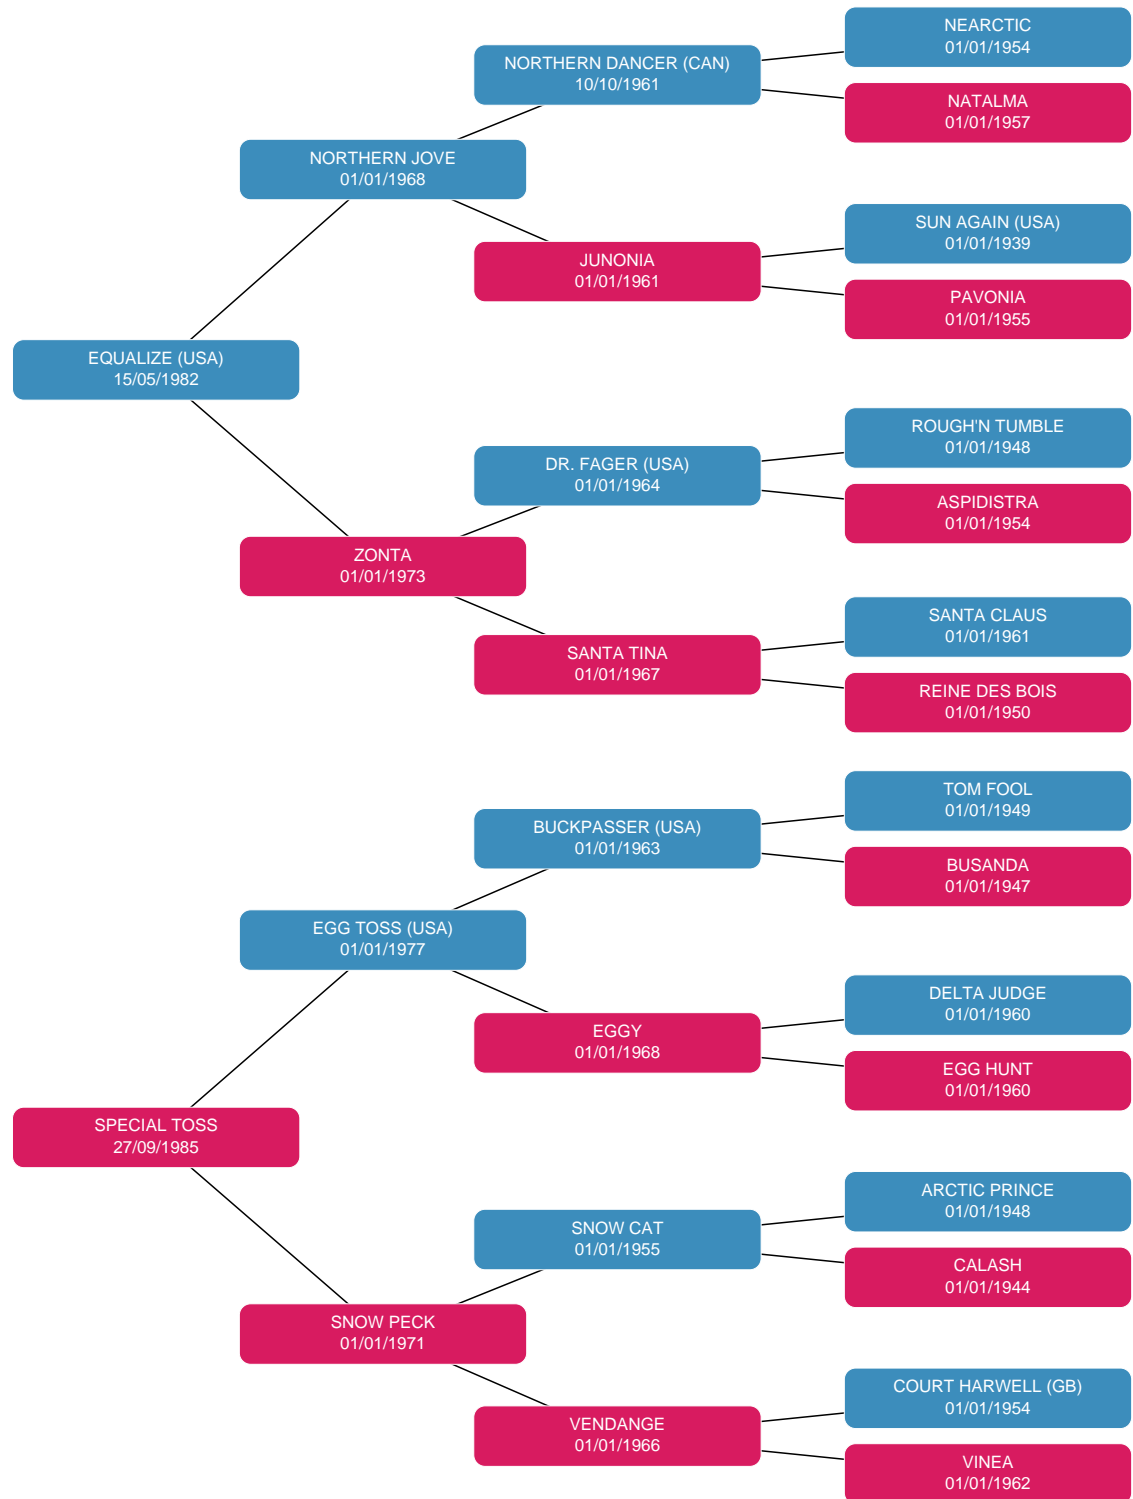 NEARCTIC
01/01/1954
NORTHERN DANCER (CAN)
10/10/1961
NATALMA
01/01/1957
NORTHERN JOVE
01/01/1968
SUN AGAIN (USA)
01/01/1939
JUNONIA
01/01/1961
PAVONIA
01/01/1955
EQUALIZE (USA)
15/05/1982
ROUGH'N TUMBLE
01/01/1948
DR. FAGER (USA)
01/01/1964
ASPIDISTRA
01/01/1954
ZONTA
01/01/1973
SANTA CLAUS
01/01/1961
SANTA TINA
01/01/1967
REINE DES BOIS
01/01/1950
TOM FOOL
01/01/1949
BUCKPASSER (USA)
01/01/1963
BUSANDA
01/01/1947
EGG TOSS (USA)
01/01/1977
DELTA JUDGE
01/01/1960
EGGY
01/01/1968
EGG HUNT
01/01/1960
SPECIAL TOSS
27/09/1985
ARCTIC PRINCE
01/01/1948
SNOW CAT
01/01/1955
CALASH
01/01/1944
SNOW PECK
01/01/1971
COURT HARWELL (GB)
01/01/1954
VENDANGE
01/01/1966
VINEA
01/01/1962